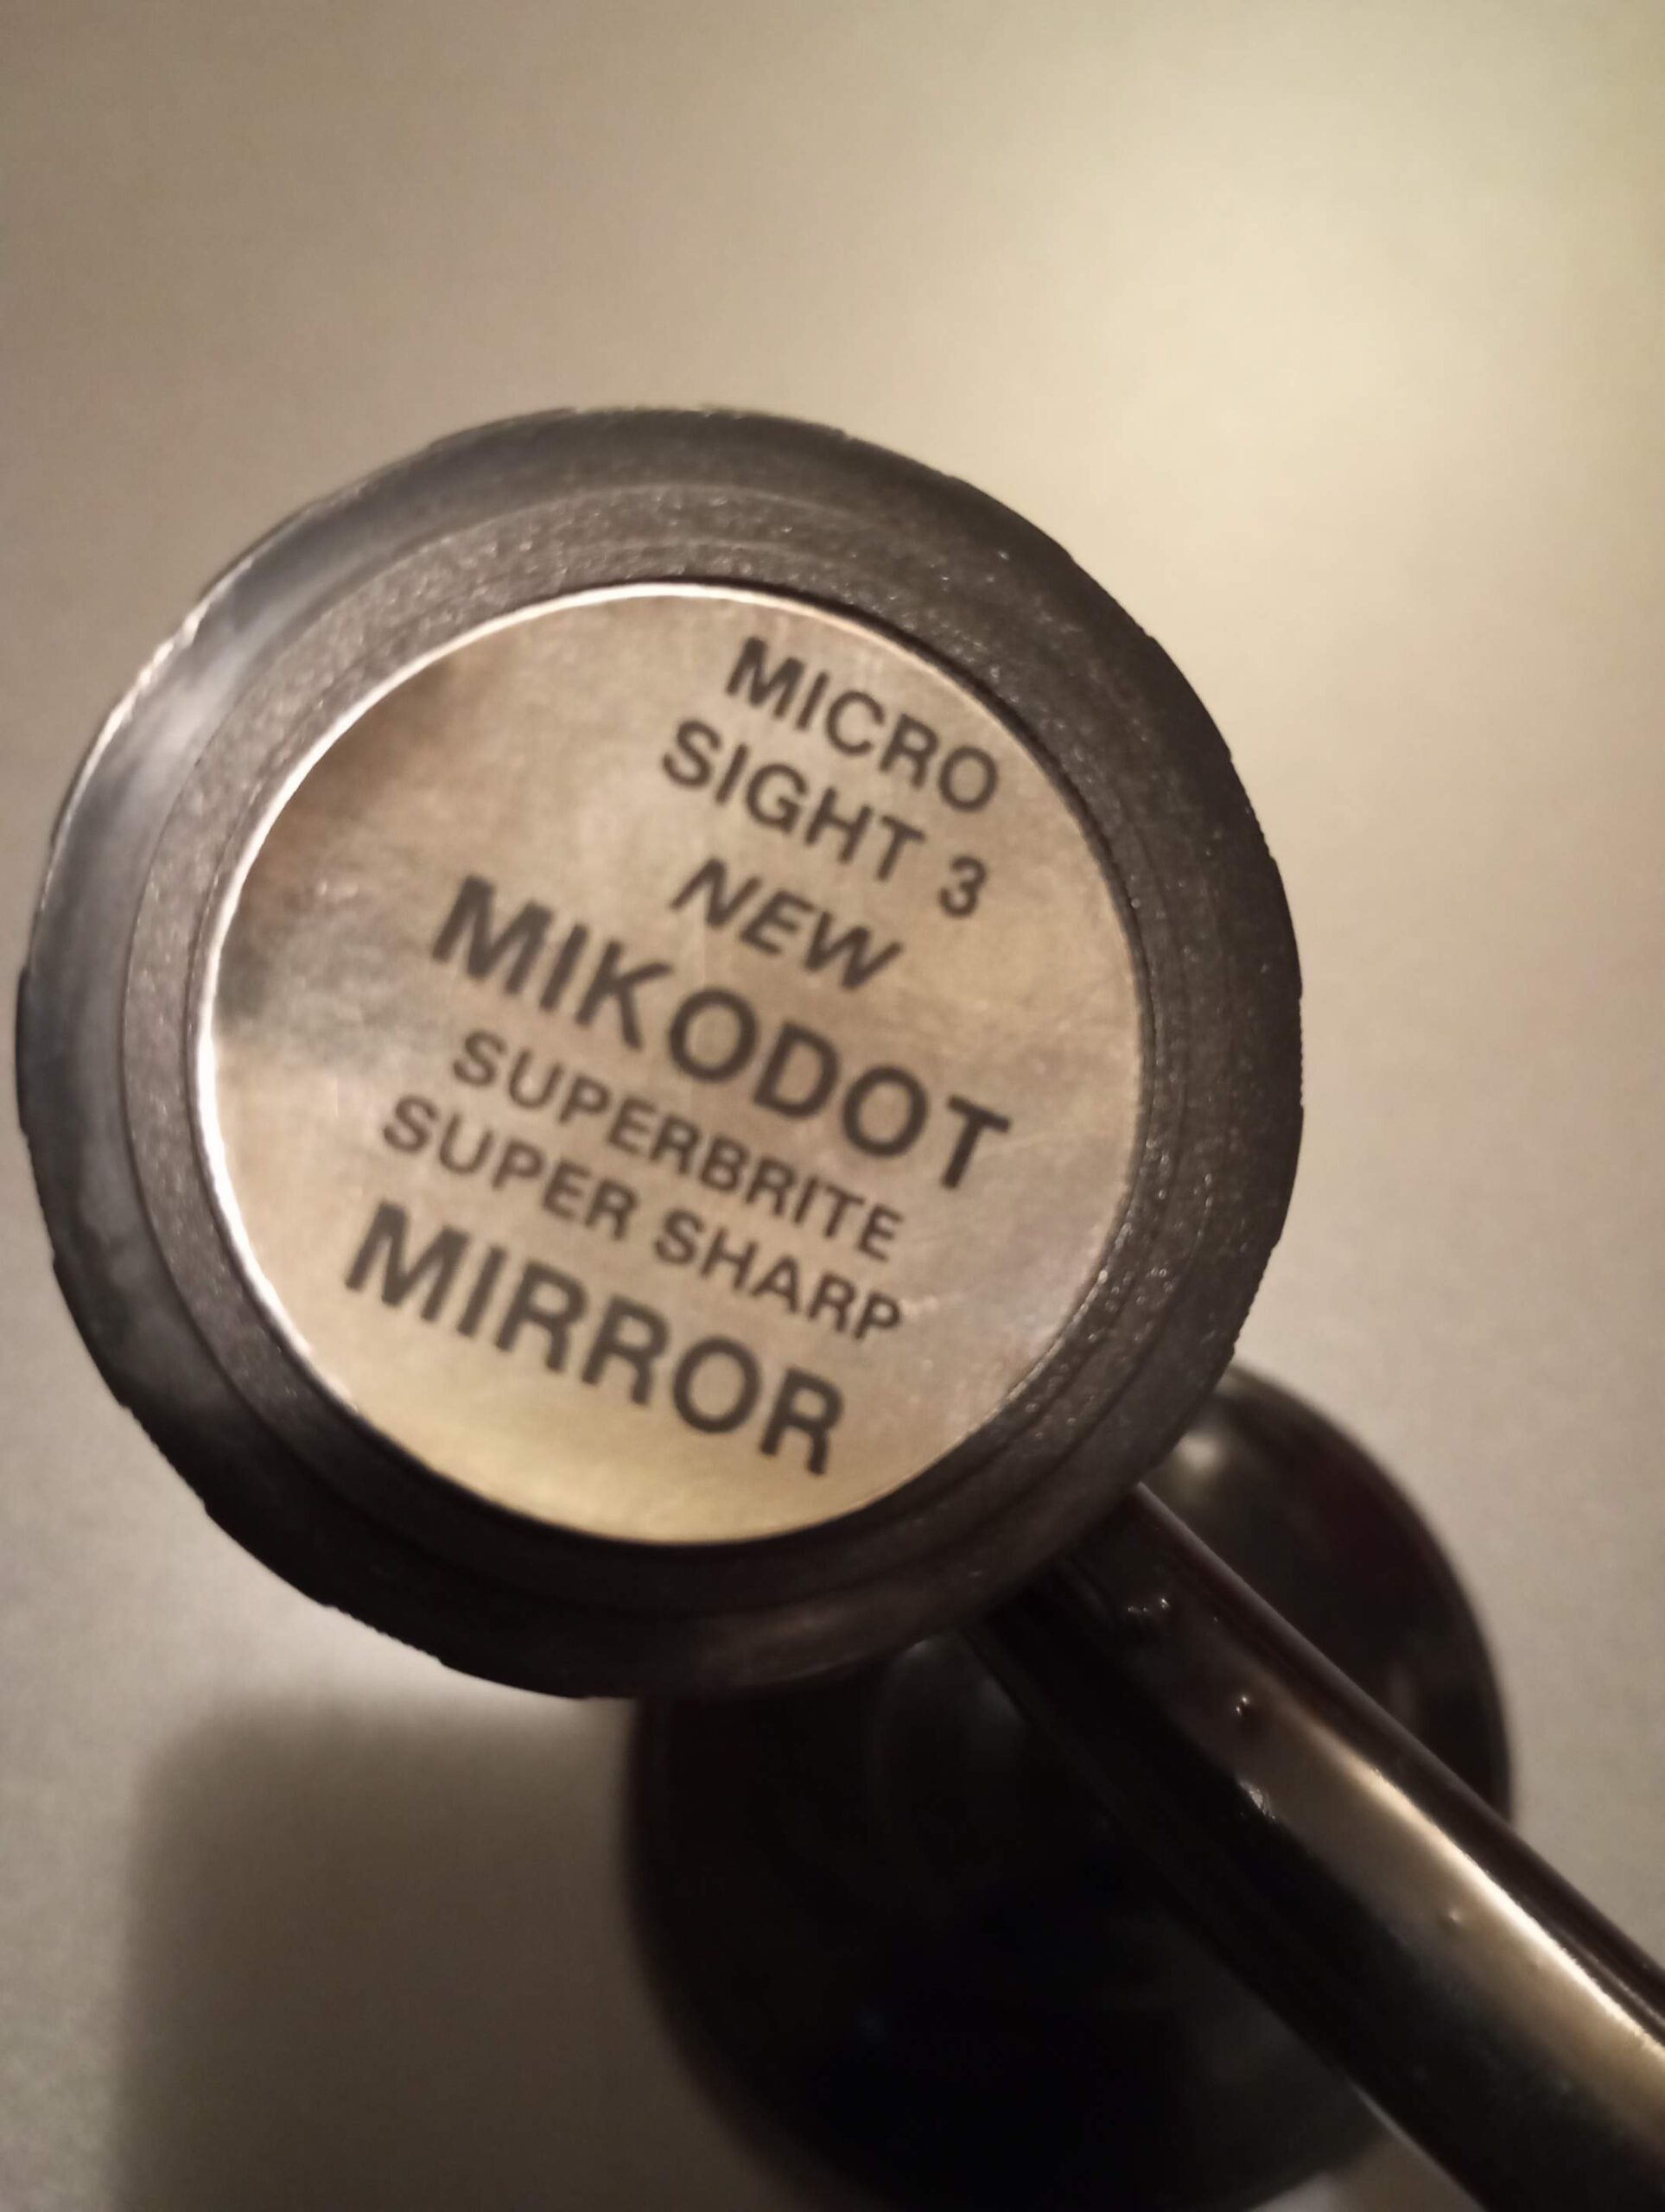 MICRO
SIGHT 3
NEW
MIKODOT
SUPERBRITE
SUPER SHARP
MIRROR